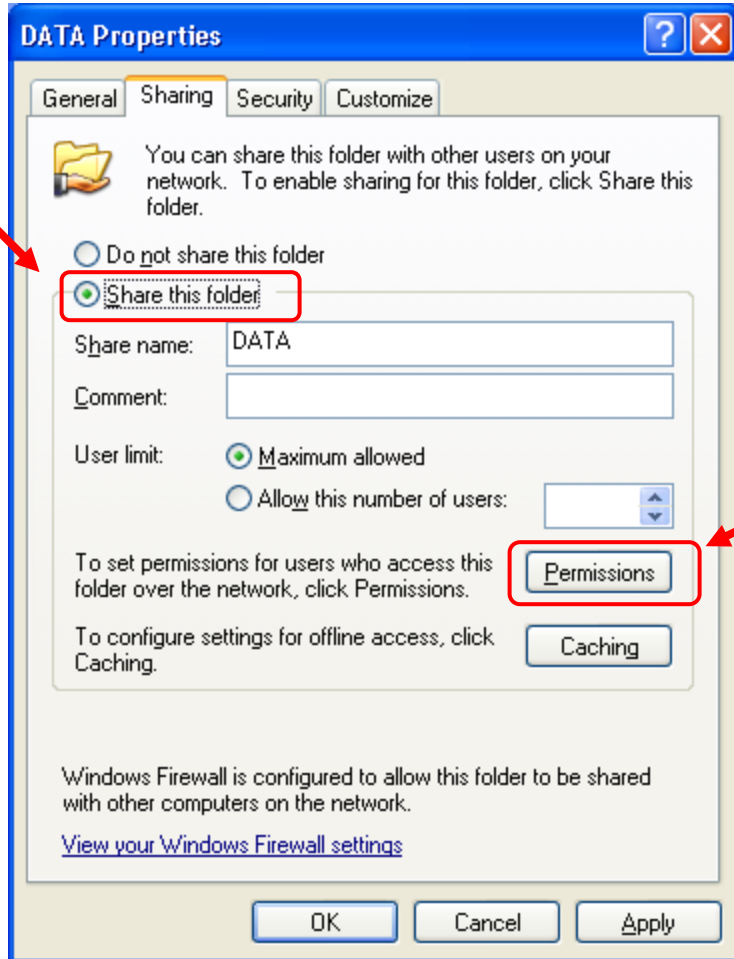 DATA Properties
General Sharing Security Customize
You can share this folder with other users on your
network. To enable sharing for this folder, click Share this
folder.
Do not share this folder
Share this folder
Share name: DATA
Comment:
User limit: Maximum allowed
Allow this number of users:
To set permissions for users who access this
folder over the network, click Permissions.
Permissions
To configure settings for offline access, click
Caching.
Caching
Windows Firewall is configured to allow this folder to be shared
with other computers on the network.
View your Windows Firewall settings
OK Cancel Apply